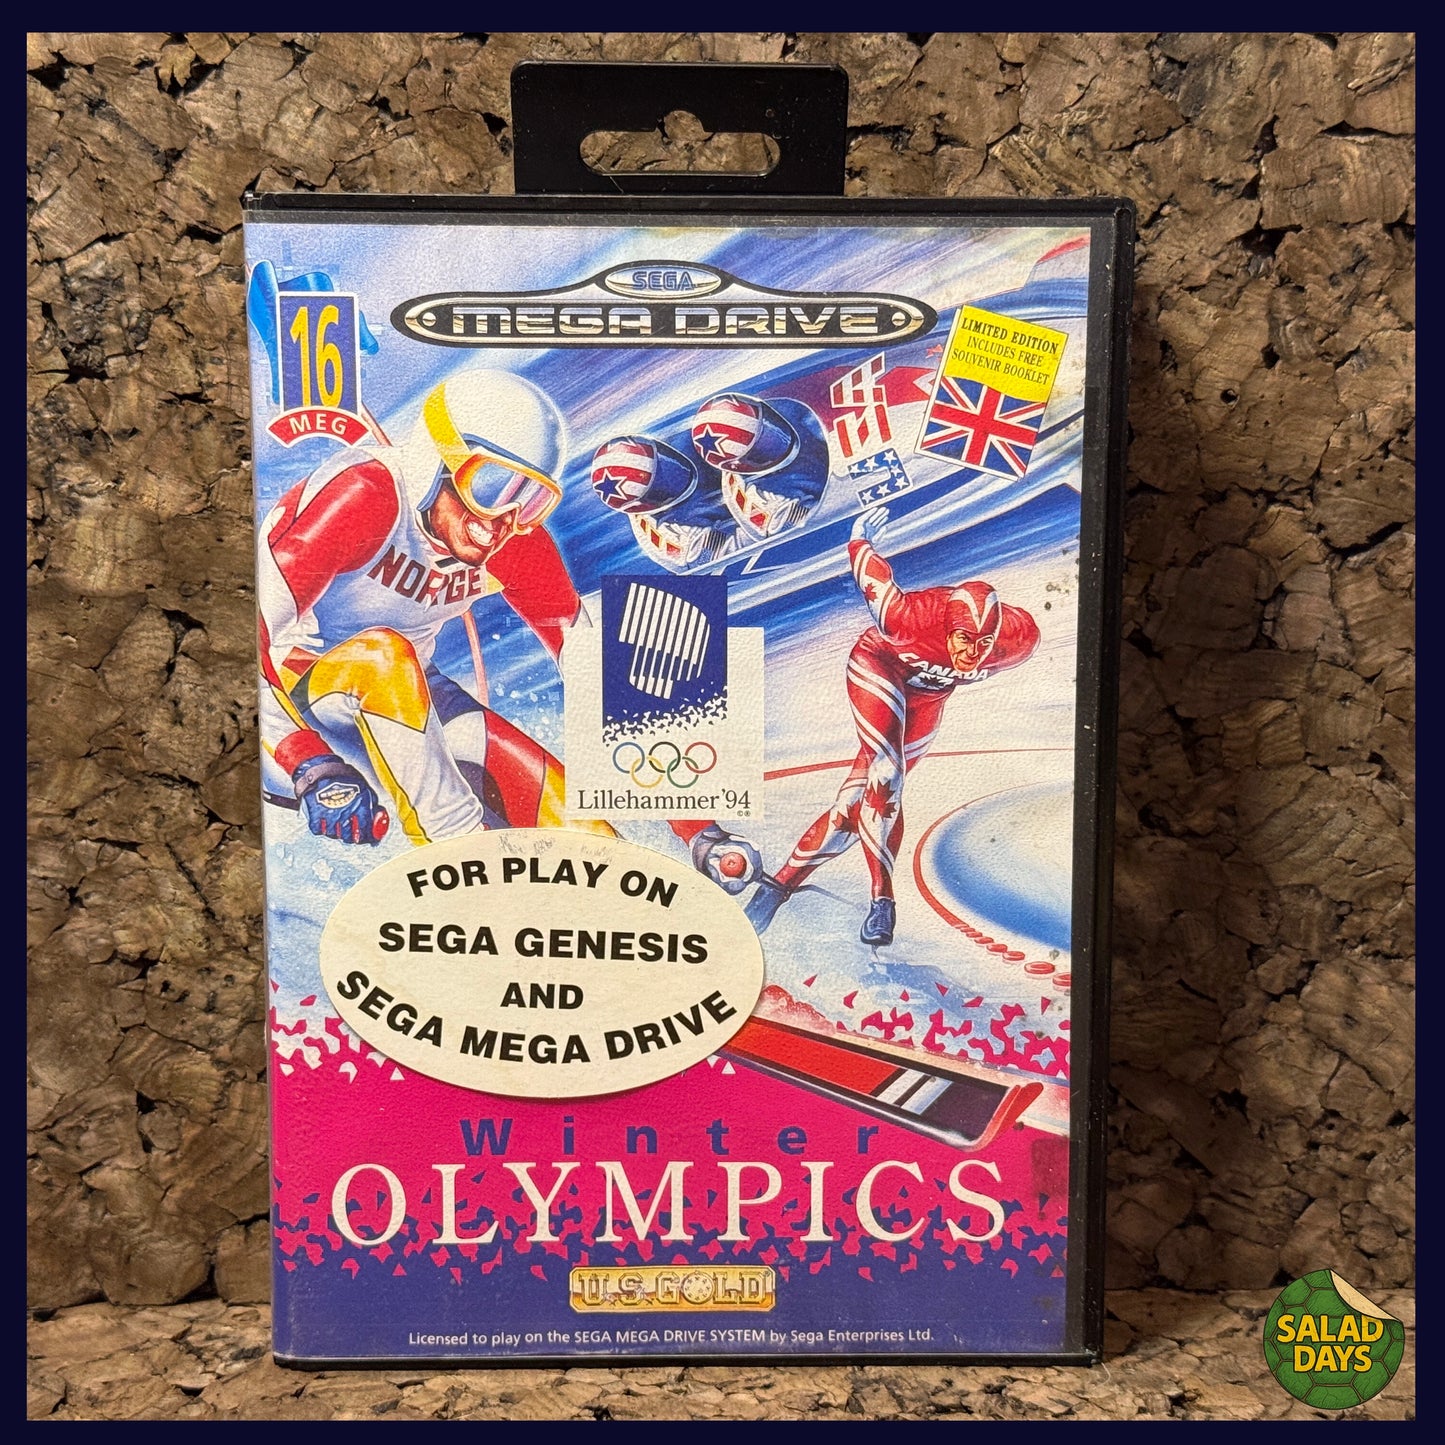 SEGA
MEGA DRIVE
16
MEG
LIMITED EDITION
INCLUDES FREE
SOUVENIR BOOKLET
NORGE
CANADA
Lillehammer '94
©®
FOR PLAY ON
SEGA GENESIS
AND
SEGA MEGA DRIVE
Winter
OLYMPICS
U.S. GOLD
Licensed to play on the SEGA MEGA DRIVE SYSTEM by Sega Enterprises Ltd.
SALAD
DAYS